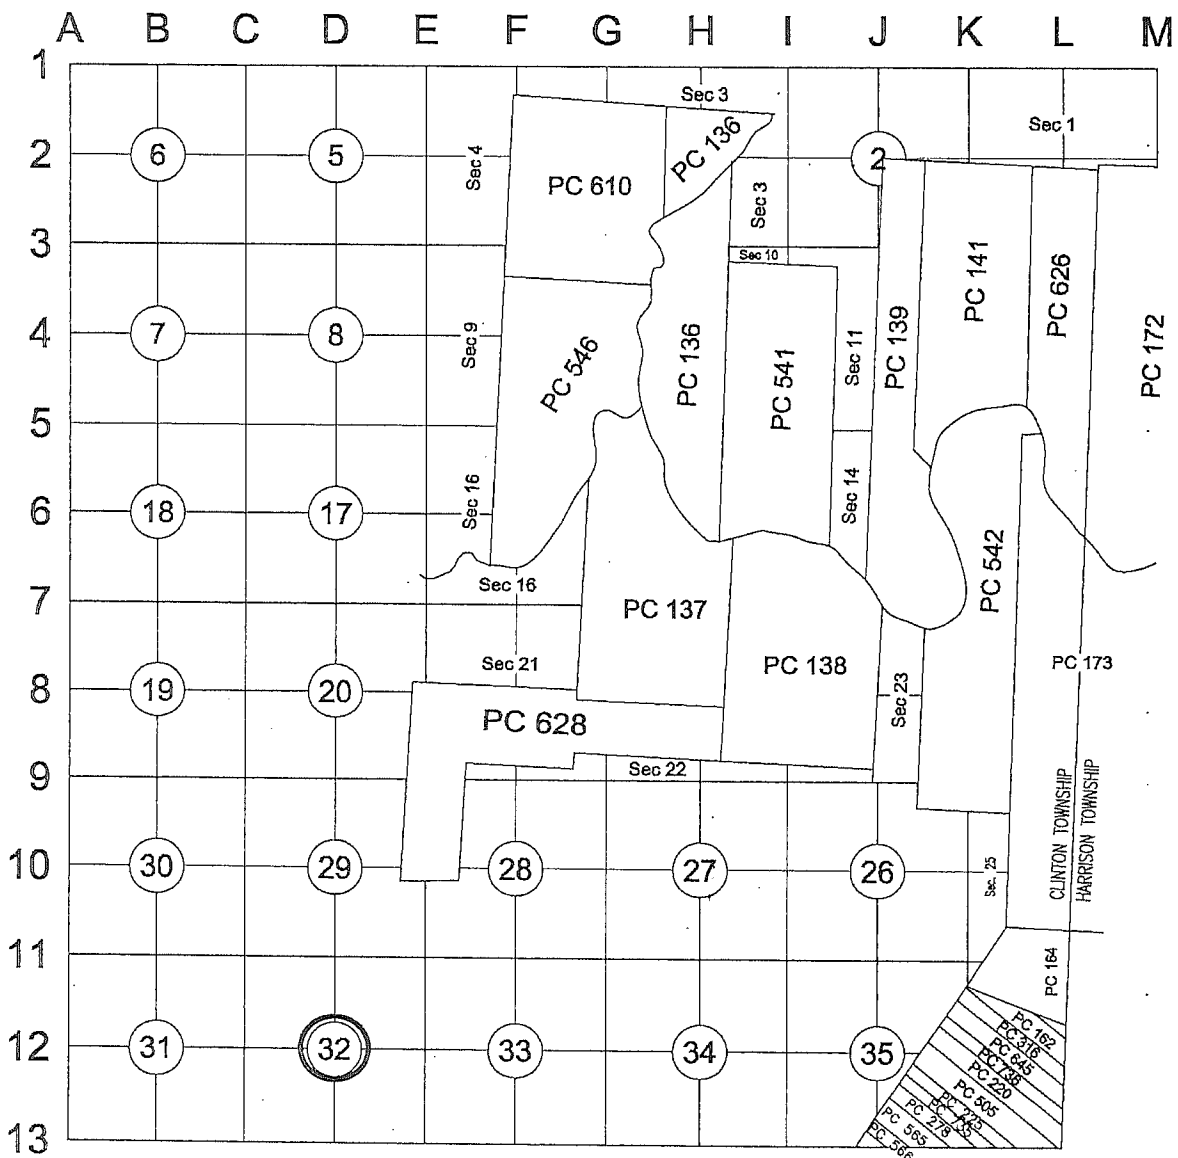 A B C D E F G H I J K L M
1
Sec 3
Sec 1
PC 136
2
6
5
Sec 4
2
PC 610
Sec 3
3
Sec 10
PC 141
PC 626
4
7
8
Sec 9
PC 546
PC 136
PC 541
Sec 11
PC 139
PC 172
5
6
18
17
Sec 16
Sec 14
PC 542
7
Sec 16
PC 137
8
19
20
Sec 21
PC 138
PC 173
Sec 23
PC 628
9
Sec 22
CLINTON TOWNSHIP
HARRISON TOWNSHIP
10
30
29
28
27
26
Sec. 25
11
PC 164
12
31
32
33
34
35
PC 162
PC 316
PC 645
PC 738
PC 220
PC 505
PC 735
PC 278
PC 565
PC 566
13